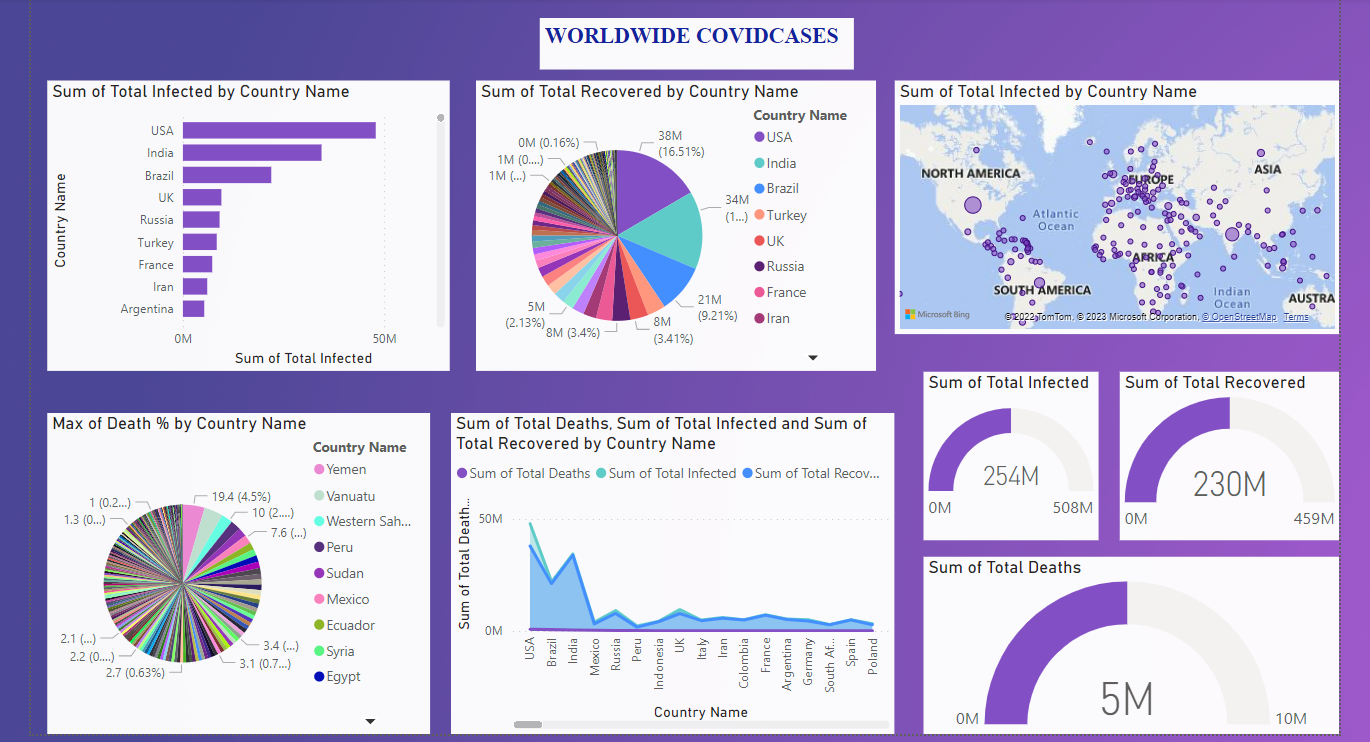 WORLDWIDE COVIDCASES
Sum of Total Infected by Country Name
Country Name
USA
India
Brazil
UK
Russia
Turkey
France
Iran
Argentina
0M
50M
Sum of Total Infected
Sum of Total Recovered by Country Name
0M (0.16%)
1M (0....)
1M (...)
38M
(16.51%)
34M
(1...)
21M
(9.21%)
8M
(3.41%)
8M (3.4%)
5M
(2.13%)
Country Name
USA
India
Brazil
Turkey
UK
Russia
France
Iran
Sum of Total Infected by Country Name
NORTH AMERICA
EUROPE
ASIA
Atlantic
Ocean
AFRICA
SOUTH AMERICA
Indian
Ocean
AUSTRA
Microsoft Bing
©2022 TomTom, © 2023 Microsoft Corporation, © OpenStreetMap Terms
Max of Death % by Country Name
1 (0.2...)
1.3 (0...)
19.4 (4.5%)
10 (2....)
7.6 (...)
3.4 (...)
3.1 (0.7...)
2.7 (0.63%)
2.2 (0....)
2.1 (...)
Country Name
Yemen
Vanuatu
Western Sah...
Peru
Sudan
Mexico
Ecuador
Syria
Egypt
Sum of Total Deaths, Sum of Total Infected and Sum of
Total Recovered by Country Name
Sum of Total Deaths Sum of Total Infected Sum of Total Recov...
Sum of Total Death...
50M
0M
USA
Brazil
India
Mexico
Russia
Peru
Indonesia
UK
Italy
Iran
Colombia
France
Argentina
Germany
South Af...
Spain
Poland
Country Name
Sum of Total Infected
254M
0M
508M
Sum of Total Recovered
230M
0M
459M
Sum of Total Deaths
5M
0M
10M